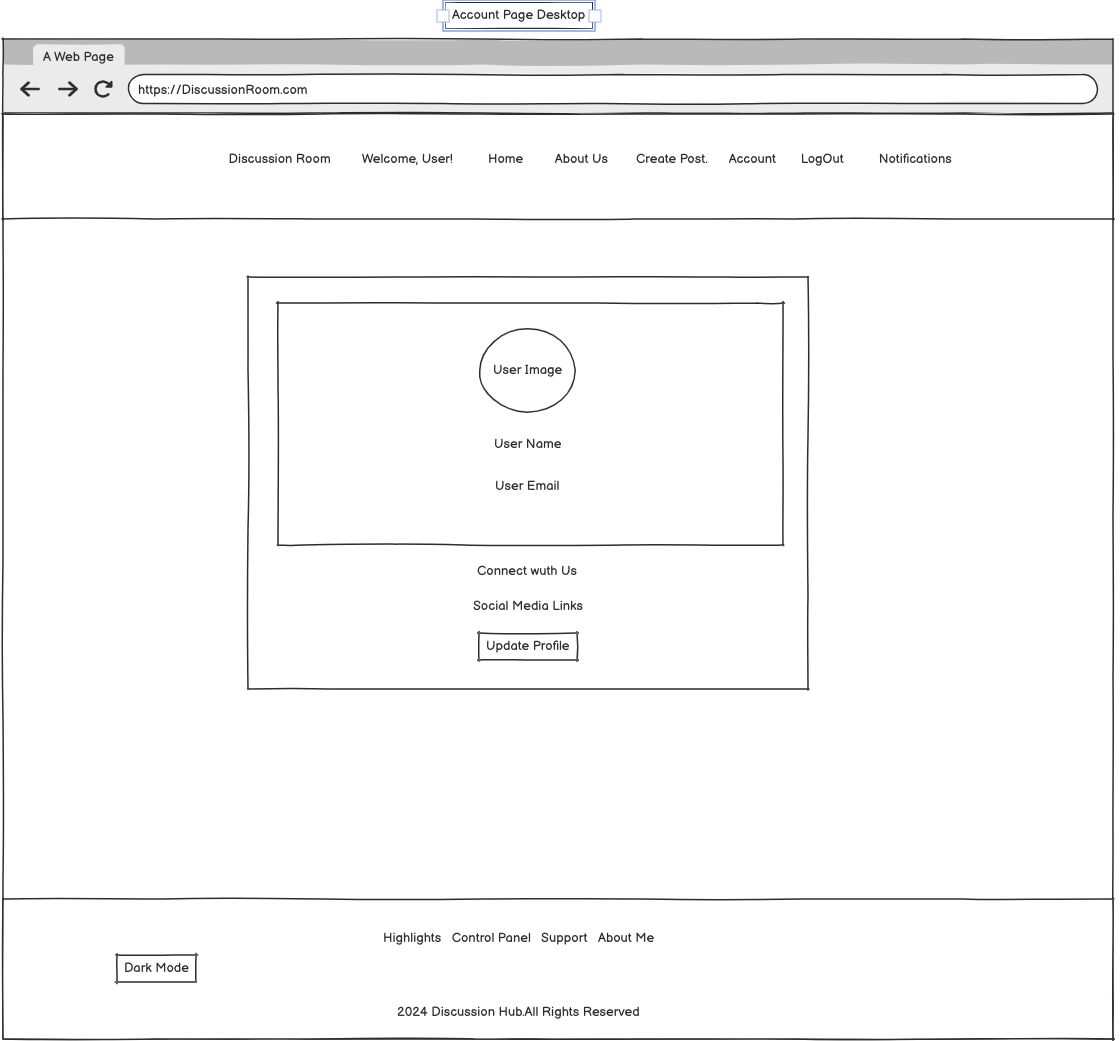 Account Page Desktop
A Web Page
https://DiscussionRoom.com
Discussion Room Welcome, User! Home About Us Create Post. Account LogOut Notifications
User Image
User Name
User Email
Connect wuth Us
Social Media Links
Update Profile
Highlights Control Panel Support About Me
Dark Mode
2024 Discussion Hub.All Rights Reserved